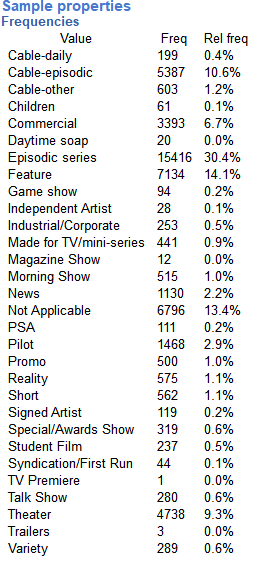 Sample properties
Frequencies
Value Freq Rel freq
Cable-daily 199 0.4%
Cable-episodic 5387 10.6%
Cable-other 603 1.2%
Children 61 0.1%
Commercial 3393 6.7%
Daytime soap 20 0.0%
Episodic series 15416 30.4%
Feature 7134 14.1%
Game show 94 0.2%
Independent Artist 28 0.1%
Industrial/Corporate 253 0.5%
Made for TV/mini-series 441 0.9%
Magazine Show 12 0.0%
Morning Show 515 1.0%
News 1130 2.2%
Not Applicable 6796 13.4%
PSA 111 0.2%
Pilot 1468 2.9%
Promo 500 1.0%
Reality 575 1.1%
Short 562 1.1%
Signed Artist 119 0.2%
Special/Awards Show 319 0.6%
Student Film 237 0.5%
Syndication/First Run 44 0.1%
TV Premiere 1 0.0%
Talk Show 280 0.6%
Theater 4738 9.3%
Trailers 3 0.0%
Variety 289 0.6%